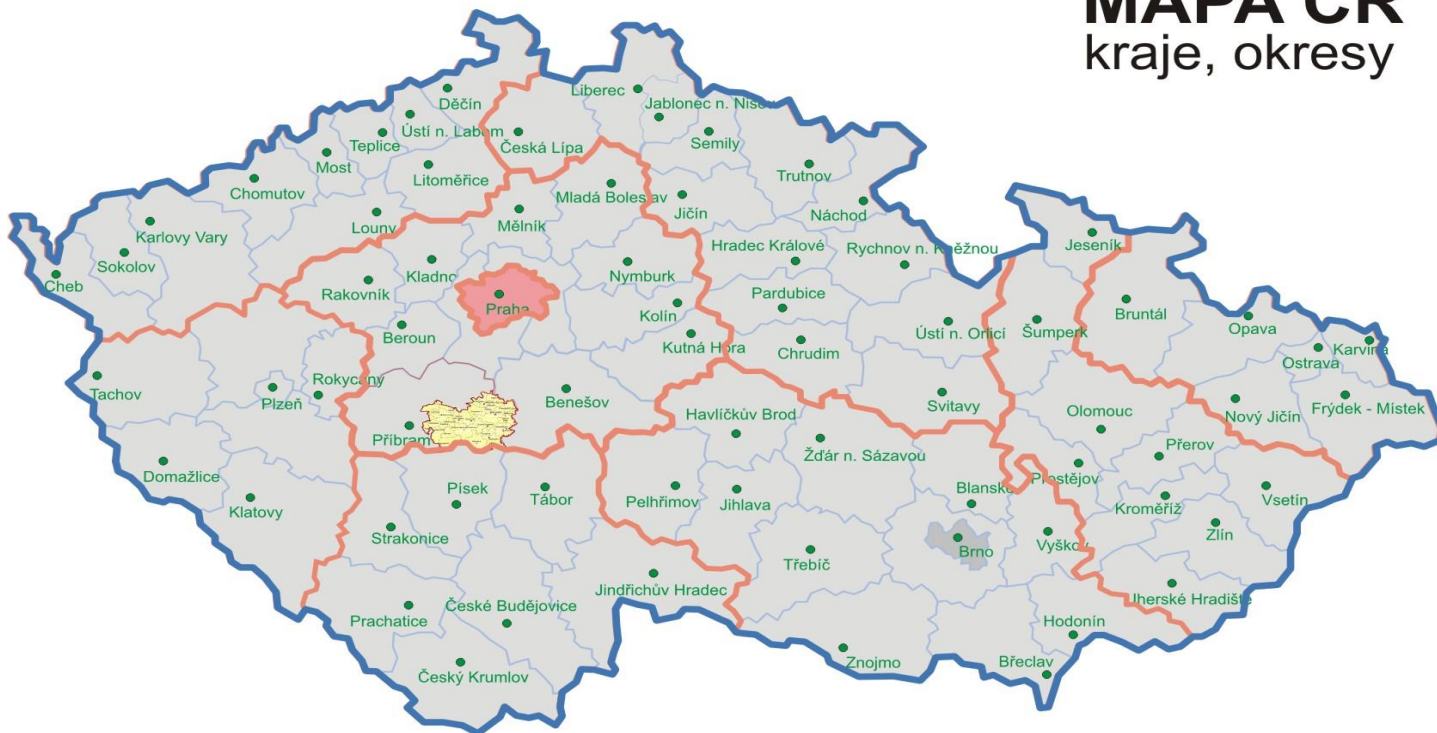 MAPA ČR
kraje, okresy
Děčín
Liberec
Jablonec n. Nisou
Ústí n. Labem
Teplice
Česká Lípa
Semily
Most
Litoměřice
Trutnov
Chomutov
Mladá Boleslav
Jičín
Náchod
Louny
Mělník
Karlovy Vary
Jeseník
Sokolov
Hradec Králové
Rychnov n. Kněžnou
Cheb
Kladno
Nymburk
Rakovník
Pardubice
Praha
Kolín
Bruntál
Opava
Beroun
Kutná Hora
Chrudim
Ústí n. Orlicí
Šumperk
Ostrava
Karviná
Rokycany
Tachov
Plzeň
Benešov
Svitavy
Nový Jičín
Frýdek - Místek
Havlíčkův Brod
Olomouc
Příbram
Žďár n. Sázavou
Přerov
Domažlice
Prostějov
Písek
Tábor
Pelhřimov
Jihlava
Blansko
Vsetín
Klatovy
Kroměříž
Strakonice
Zlín
Vyškov
Brno
Třebíč
Jindřichův Hradec
Uherské Hradiště
České Budějovice
Prachatice
Hodonín
Znojmo
Břeclav
Český Krumlov